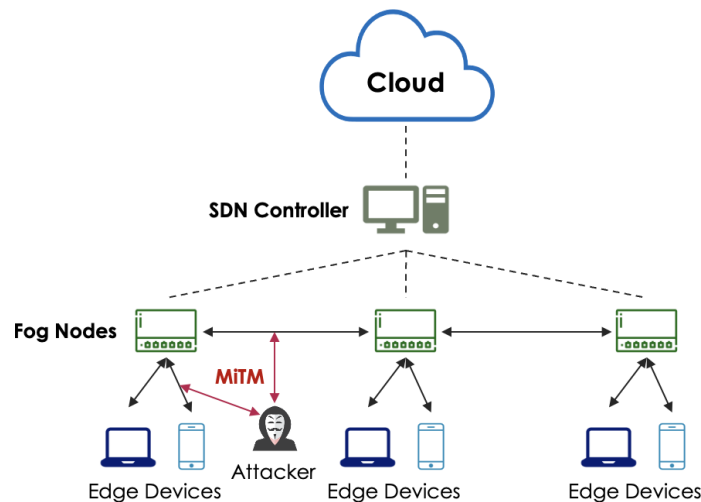 Cloud
SDN Controller
Fog Nodes
MiTM
Attacker
Edge Devices
Edge Devices
Edge Devices